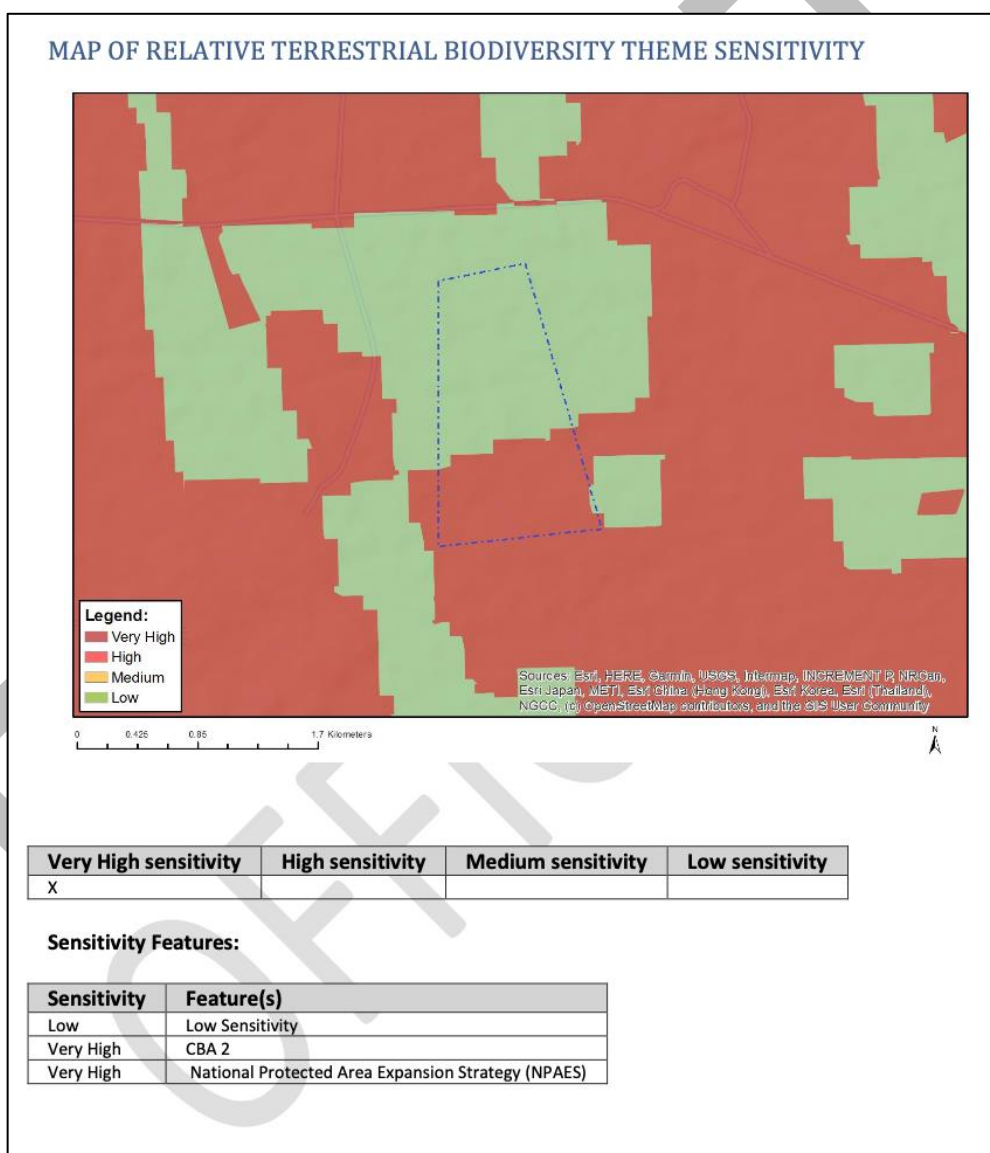 MAP OF RELATIVE TERRESTRIAL BIODIVERSITY THEME SENSITIVITY
Legend:
Very High
High
Medium
Low
Sources: Esri, HERE, Garmin, USGS, Intermap, INCREMENT P, NRCan,
Esri Japan, METI, Esri China (Hong Kong), Esri Korea, Esri (Thailand),
NGCC, (c) OpenStreetMap contributors, and the GIS User Community
0 0.425 0.85 1.7 Kilometers
N
Very High sensitivity High sensitivity Medium sensitivity Low sensitivity
X
Sensitivity Features:
Sensitivity Feature(s)
Low Low Sensitivity
Very High CBA 2
Very High National Protected Area Expansion Strategy (NPAES)